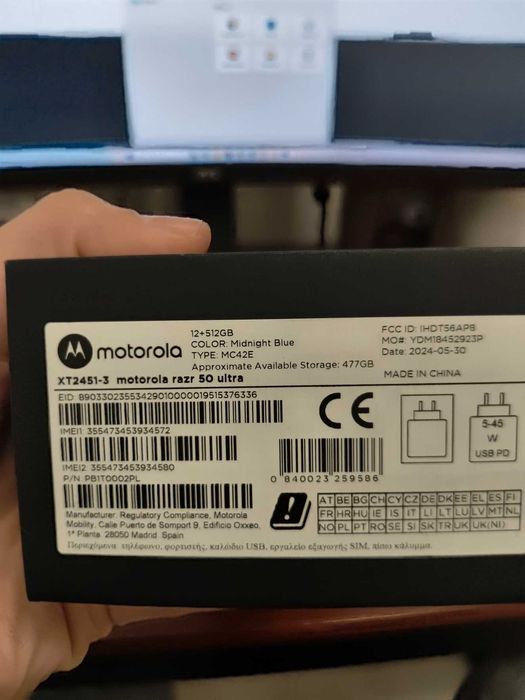 motorola
12+512GB
COLOR: Midnight Blue
TYPE: MC42E
Approximate Available Storage: 477GB
FCC ID: IHDT56AP8
MO#: YDM18452923P
Date: 2024-05-30
MADE IN CHINA
XT2451-3 motorola razr 50 ultra
EID: 89033023553429010000019515376336
IMEI1: 355473453934572
IMEI2: 355473453934580
P/N: PB1T0002PL
CE
0 840023 259586
5-45
W
USB PD
Manufacturer: Regulatory Compliance, Motorola
Mobility. Calle Puerto de Somport 9, Edificio Oxxeo,
1ª Planta. 28050 Madrid. Spain
AT BE BG CH CY CZ DE DK EE EL ES FI
FR HR HU IE IS IT LI LT LU LV MT NL
NO PL PT RO SE SI SK TR UK UK(NI)
Περιεχόμενα: τηλέφωνο, φορτιστής, καλώδιο USB, εργαλείο εξαγωγής SIM, πίσω κάλυμμα.